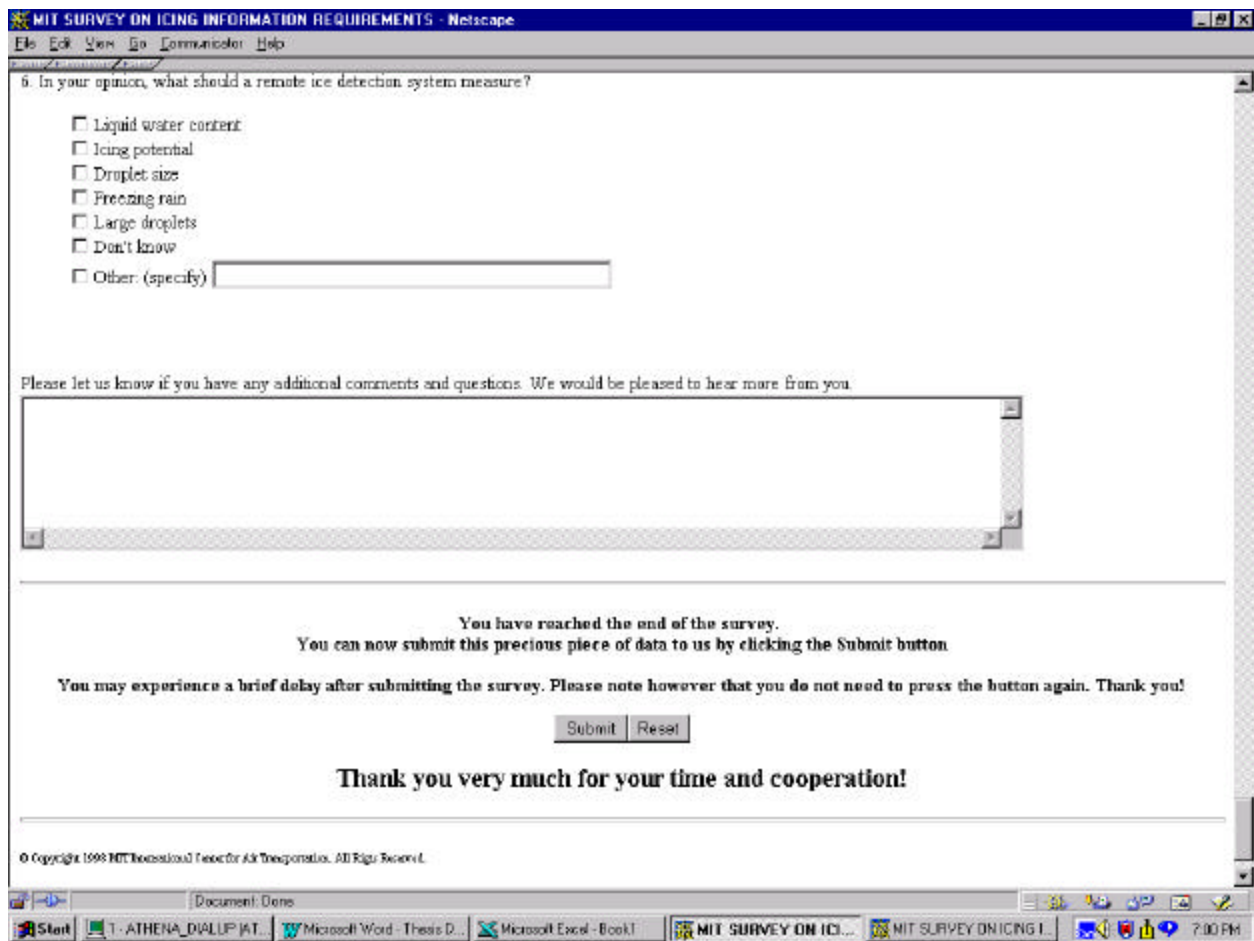 MIT SURVEY ON ICING INFORMATION REQUIREMENTS - Netscape
File Edit View Go Communicator Help
6. In your opinion, what should a remote ice detection system measure?
Liquid water content
Icing potential
Droplet size
Freezing rain
Large droplets
Don't know
Other: (specify)
Please let us know if you have any additional comments and questions. We would be pleased to hear more from you.
You have reached the end of the survey.
You can now submit this precious piece of data to us by clicking the Submit button
You may experience a brief delay after submitting the survey. Please note however that you do not need to press the button again. Thank you!
Submit Reset
Thank you very much for your time and cooperation!
© Copyright 1998 MIT International Center for Air Transportation. All Rigts Reserved.
Document: Done
Start 1 - ATHENA_DIALUP (AT... Microsoft Word - Thesis D... Microsoft Excel - Book1 MIT SURVEY ON ICI... MIT SURVEY ON ICING I... 7:00 PM